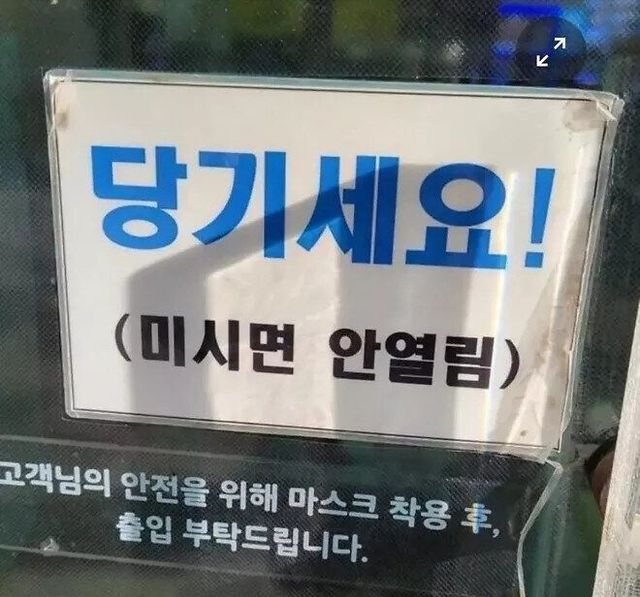 당기세요!
(미시면 안열림)
고객님의 안전을 위해 마스크 착용 후,
출입 부탁드립니다.